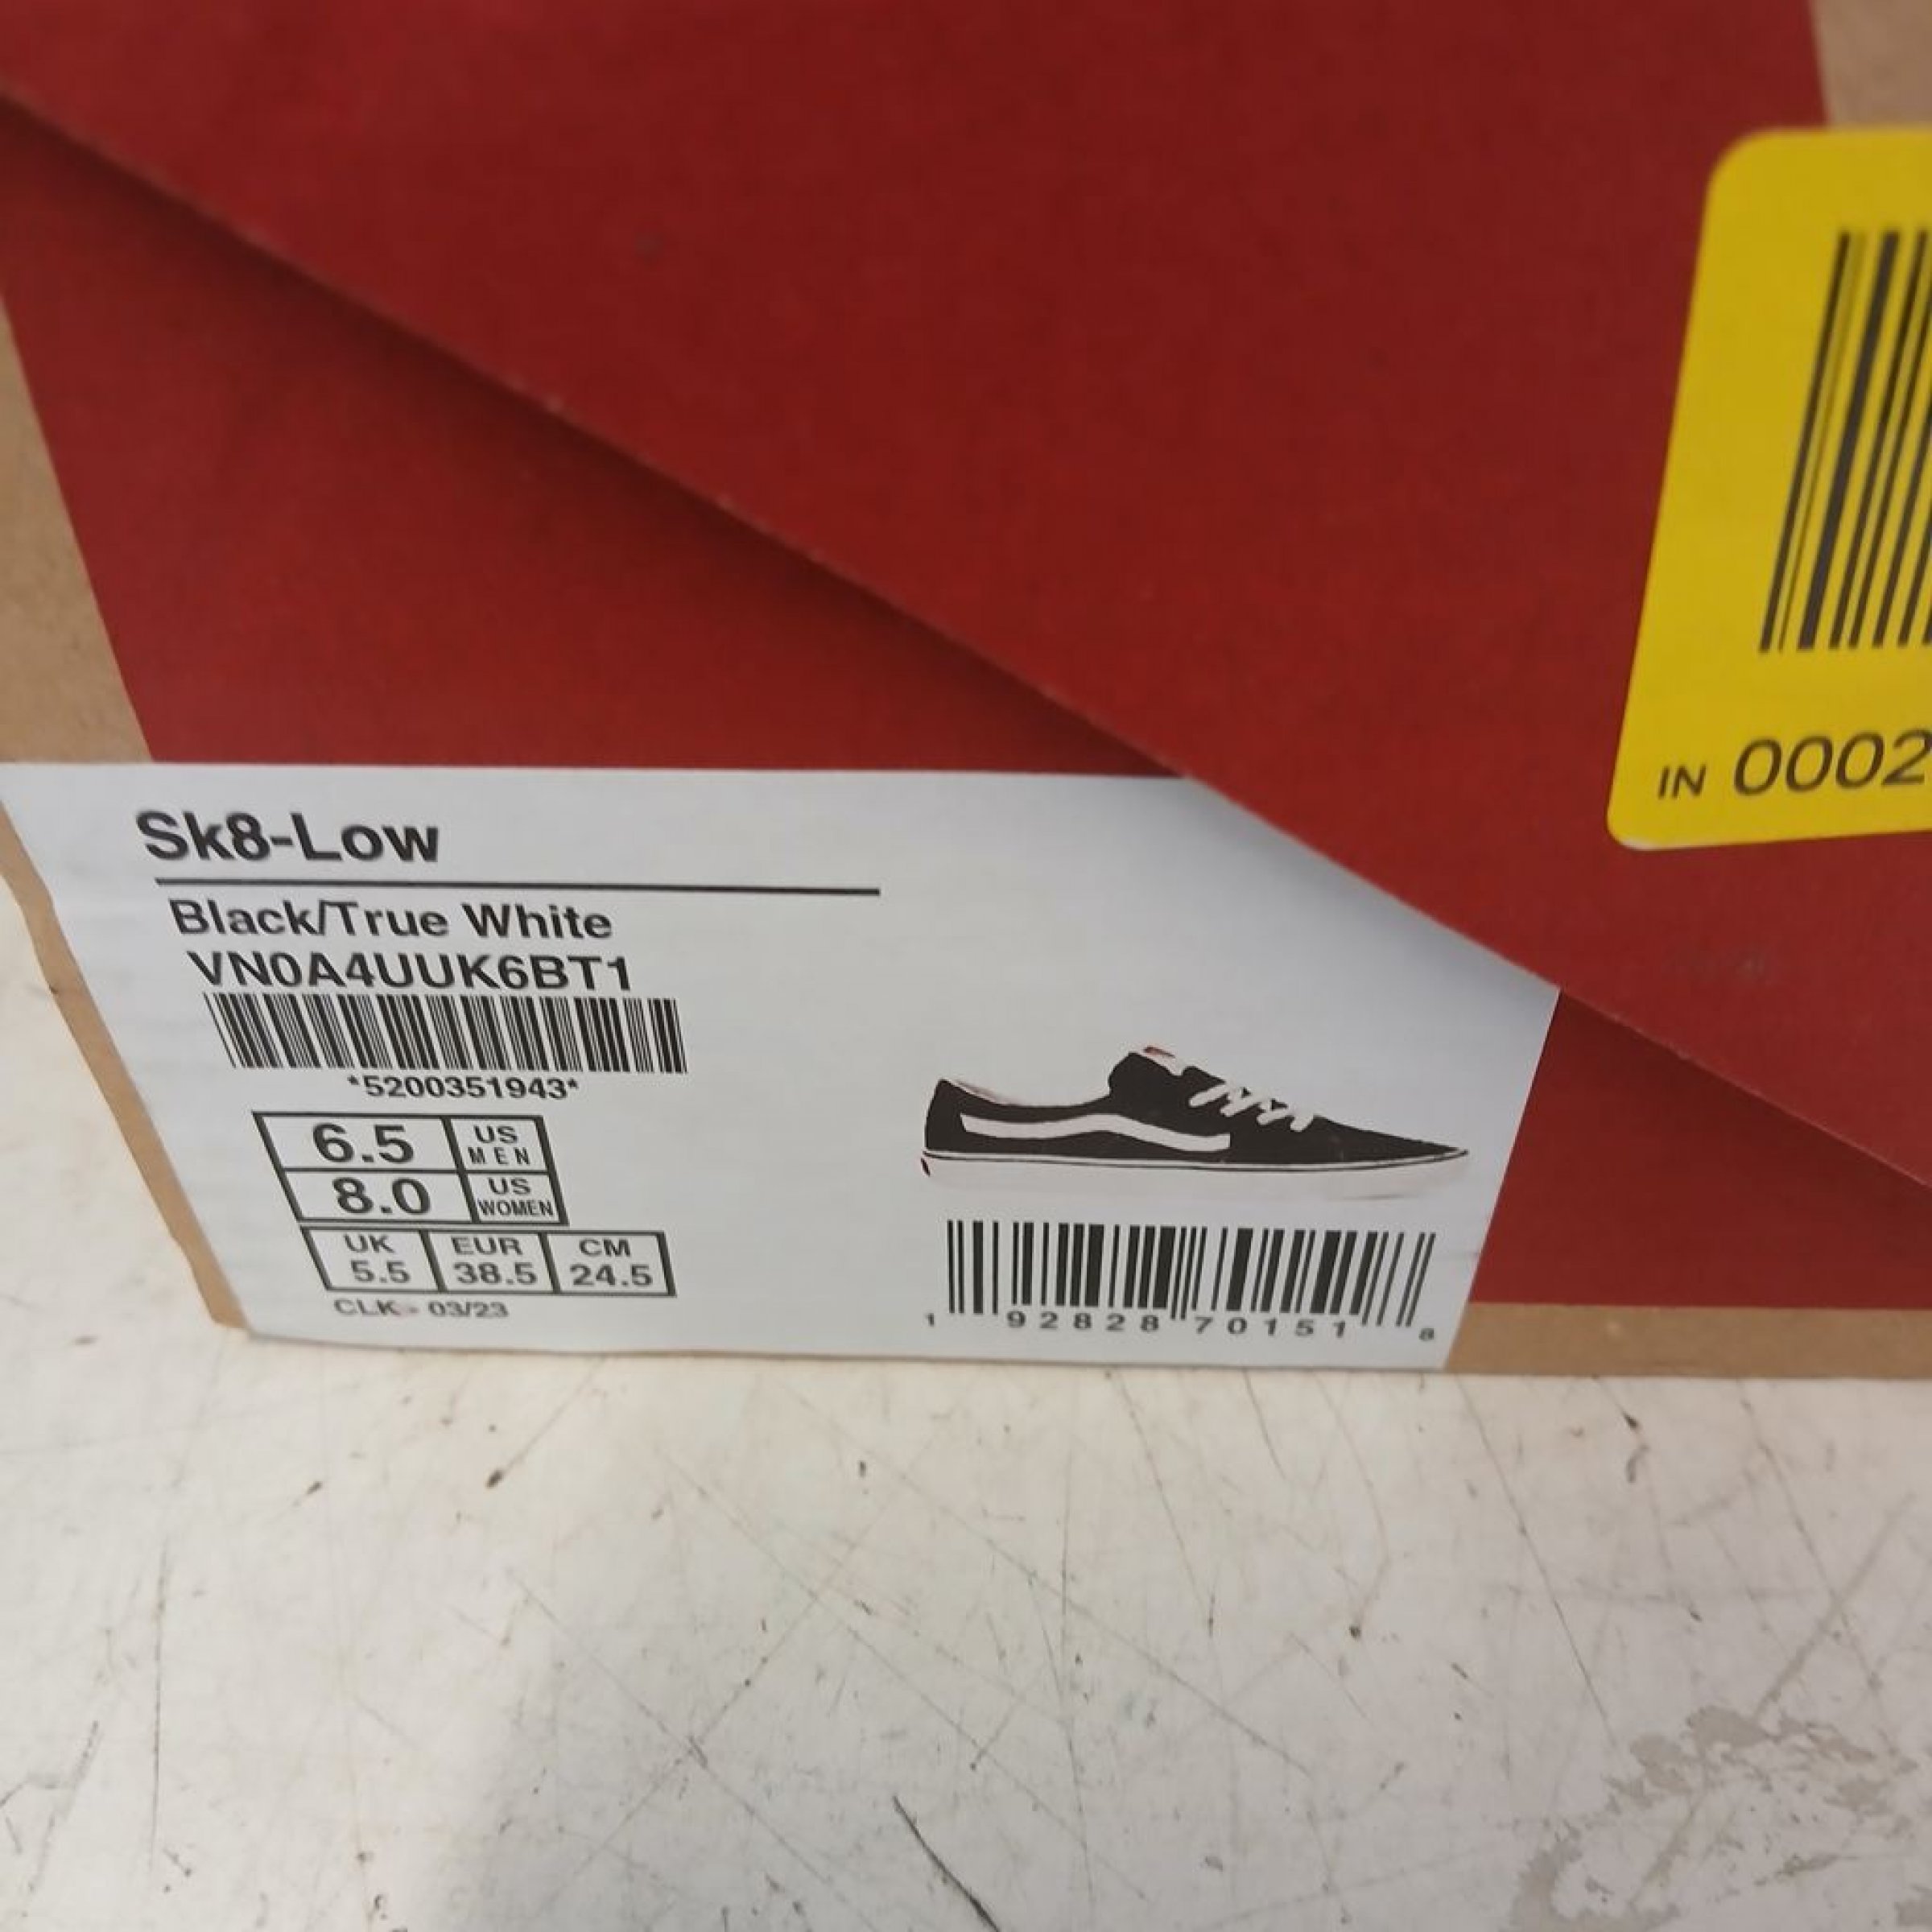 IN 0002
Sk8-Low
Black/True White
VN0A4UUK6BT1
*5200351943*
6.5 US MEN
8.0 US WOMEN
UK EUR CM
5.5 38.5 24.5
CLK - 03/23
1 92828 70151 8